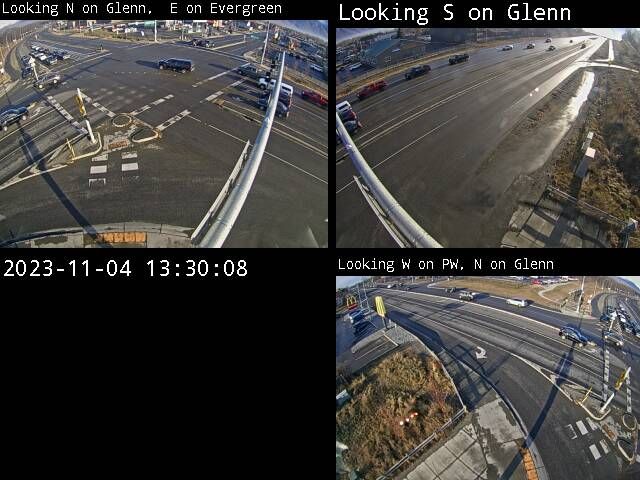 Looking N on Glenn,  E on Evergreen
Looking S on Glenn
2023-11-04 13:30:08
Looking W on PW, N on Glenn